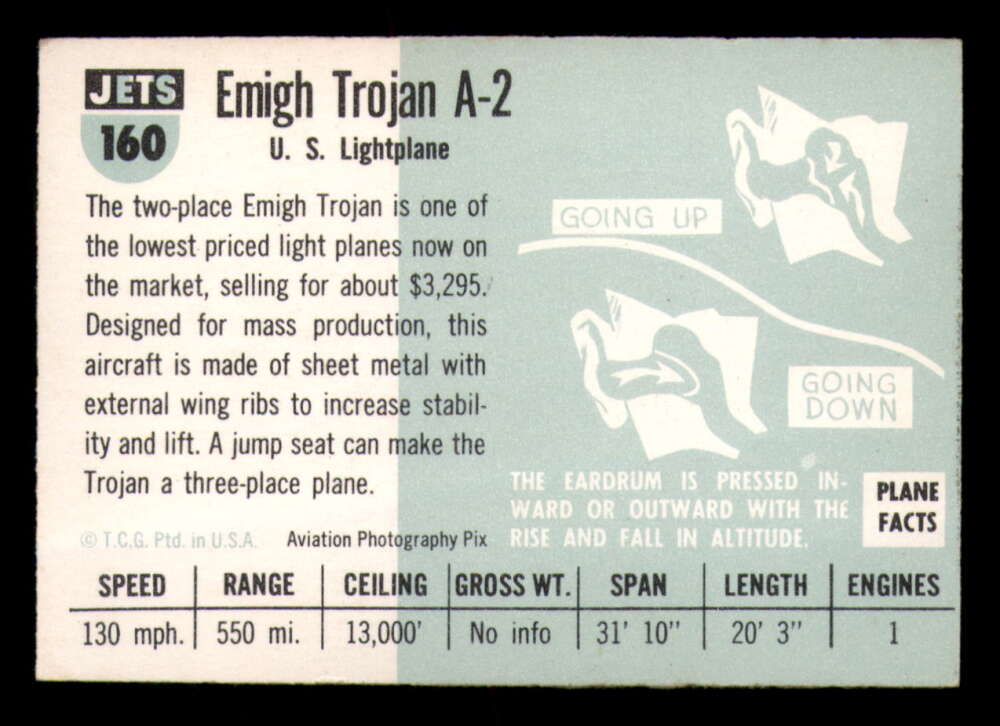 JETS
160
Emigh Trojan A-2
U. S. Lightplane
The two-place Emigh Trojan is one of
the lowest priced light planes now on
the market, selling for about $3,295.
Designed for mass production, this
aircraft is made of sheet metal with
external wing ribs to increase stabil-
ity and lift. A jump seat can make the
Trojan a three-place plane.
© T.C.G. Ptd. in U.S.A. Aviation Photography Pix
GOING UP
GOING
DOWN
THE EARDRUM IS PRESSED IN-
WARD OR OUTWARD WITH THE
RISE AND FALL IN ALTITUDE.
PLANE
FACTS
SPEED RANGE CEILING GROSS WT. SPAN LENGTH ENGINES
130 mph. 550 mi. 13,000' No info 31' 10" 20' 3" 1